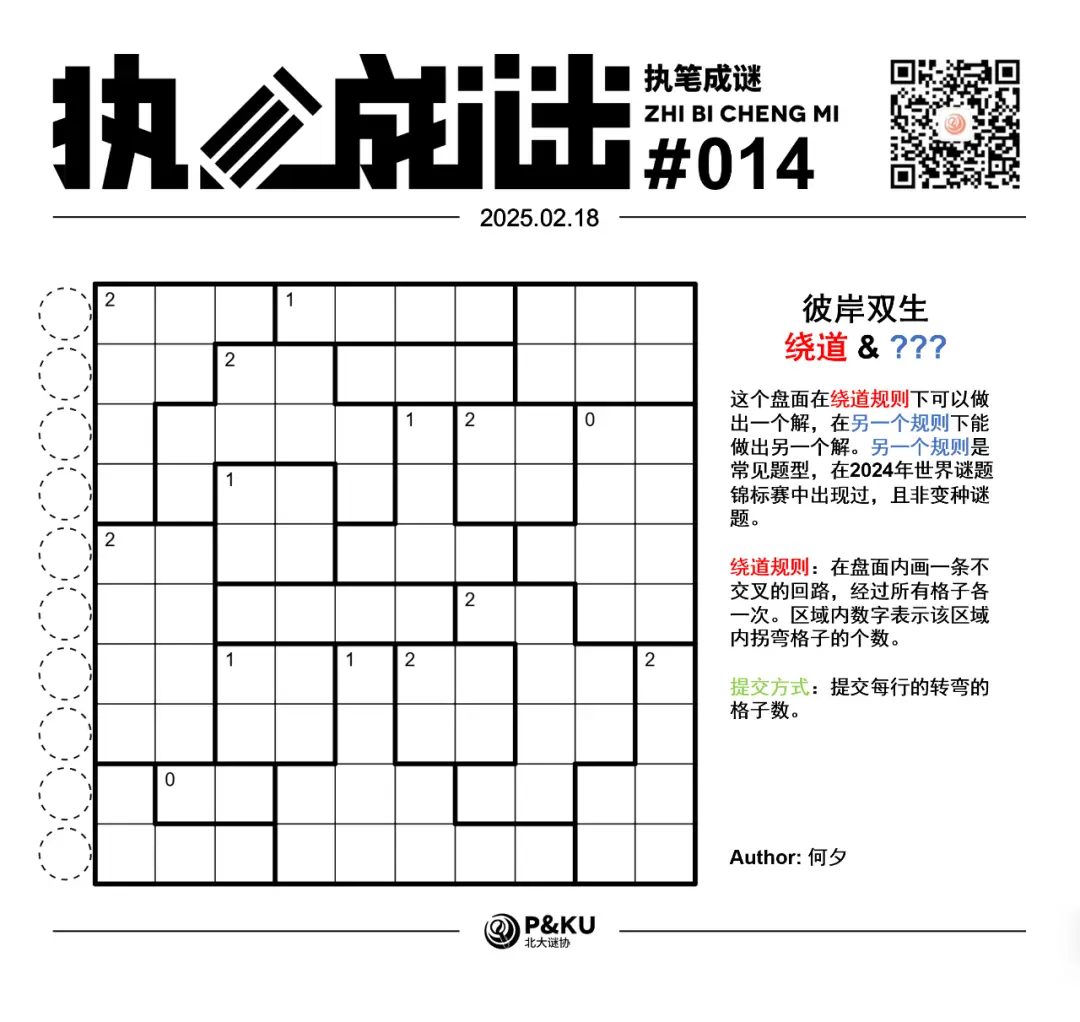 执笔成谜
执笔成谜
ZHI BI CHENG MI
#014
2025.02.18
2 1
2
1 2 0
1
2
2
1 1 2 2
0
彼岸双生
绕道 & ???
这个盘面在绕道规则下可以做
出一个解，在另一个规则下能
做出另一个解。另一个规则是
常见题型，在2024年世界谜题
锦标赛中出现过，且非变种谜
题。
绕道规则：在盘面内画一条不
交叉的回路，经过所有格子各
一次。区域内数字表示该区域
内拐弯格子的个数。
提交方式：提交每行的转弯的
格子数。
Author: 何夕
P&KU
北大谜协